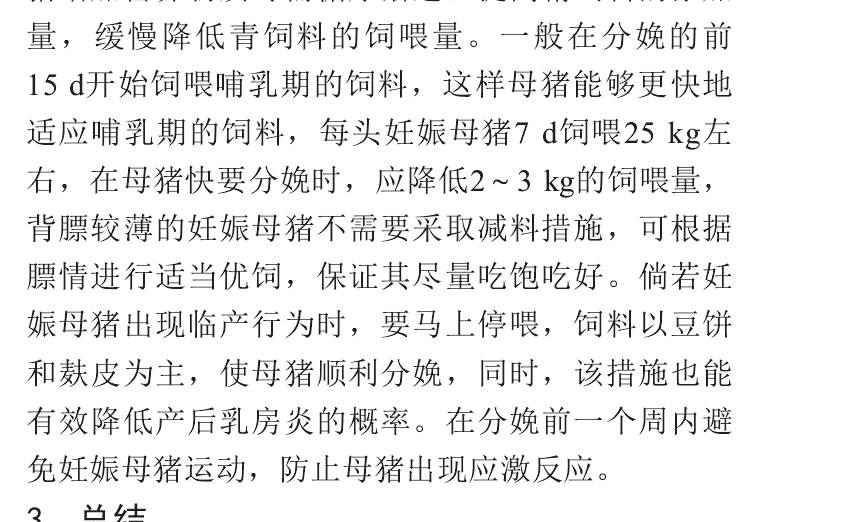 量，缓慢降低青饲料的饲喂量。一般在分娩的前
15 d开始饲喂哺乳期的饲料，这样母猪能够更快地
适应哺乳期的饲料，每头妊娠母猪7 d饲喂25 kg左
右，在母猪快要分娩时，应降低2 ~ 3 kg的饲喂量，
背膘较薄的妊娠母猪不需要采取减料措施，可根据
膘情进行适当优饲，保证其尽量吃饱吃好。倘若妊
娠母猪出现临产行为时，要马上停喂，饲料以豆饼
和麸皮为主，使母猪顺利分娩，同时，该措施也能
有效降低产后乳房炎的概率。在分娩前一个周内避
免妊娠母猪运动，防止母猪出现应激反应。
3 总结